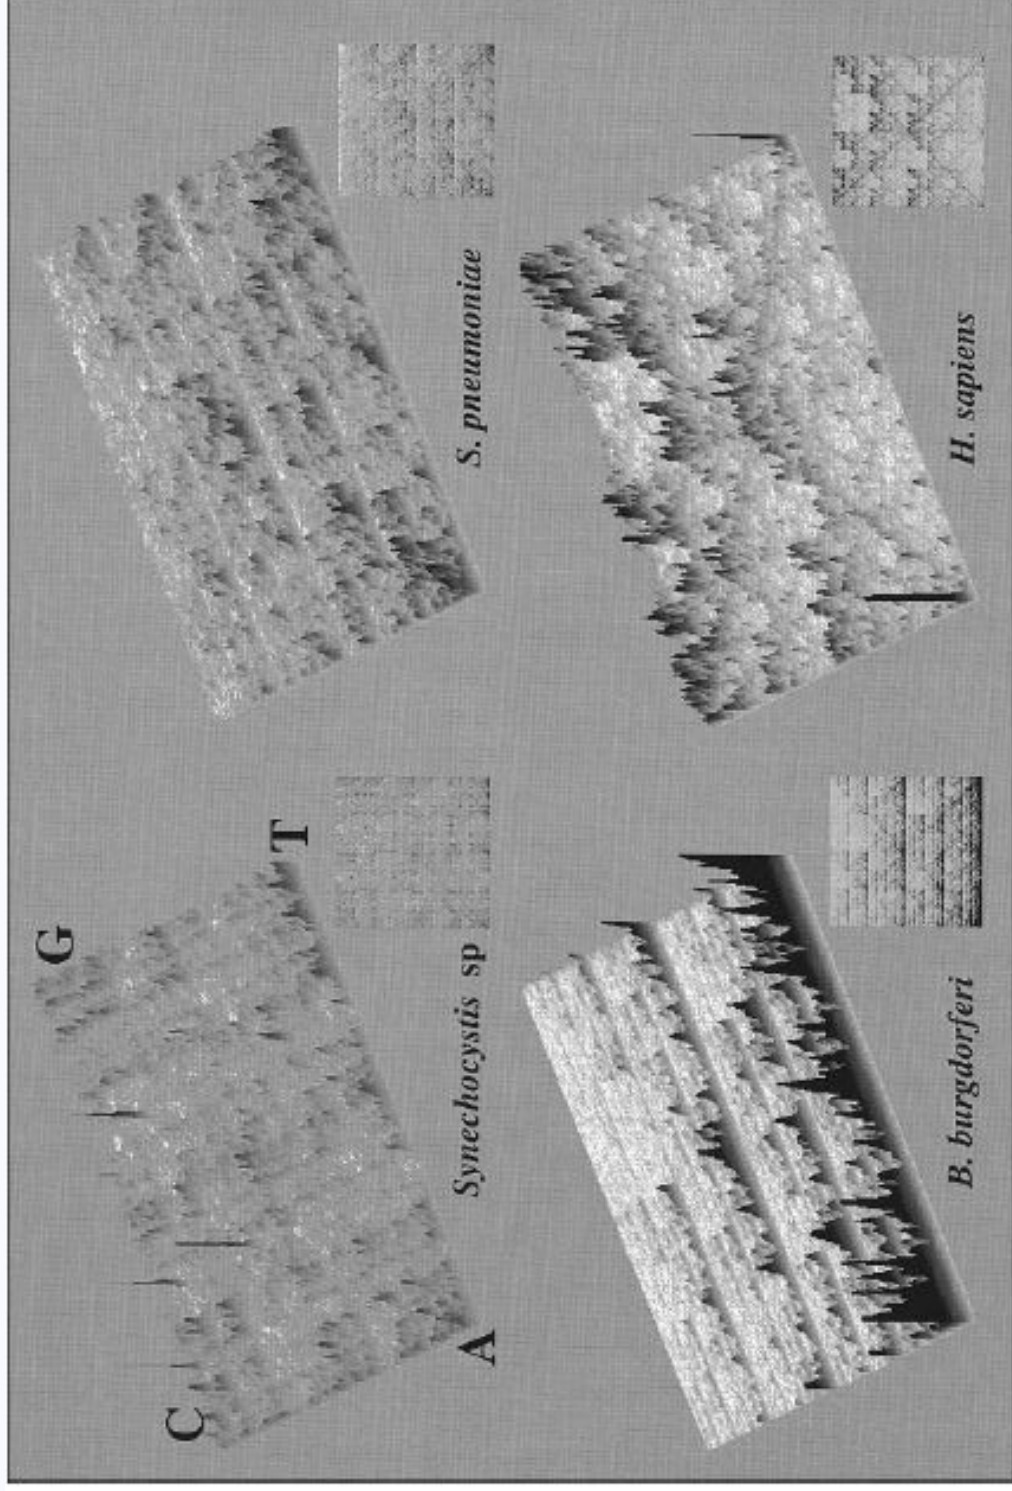 G
C
T
A
Synechocystis sp
S. pneumoniae
B. burgdorferi
H. sapiens